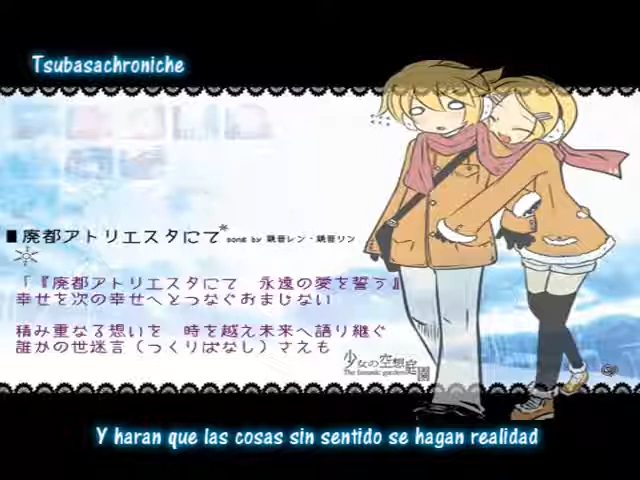 Tsubasachroniche
■廃都アトリエスタにて* song by 鏡音レン・鏡音リン
「『廃都アトリエスタにて 永遠の愛を誓う』
幸せを次の幸せへとつなぐおまじない
積み重なる想いを 時を越え未来へ語り継ぐ
誰かの世迷言（つくりばなし）さえも
少女の空想庭園
The fantastic garden
Y haran que las cosas sin sentido se hagan realidad